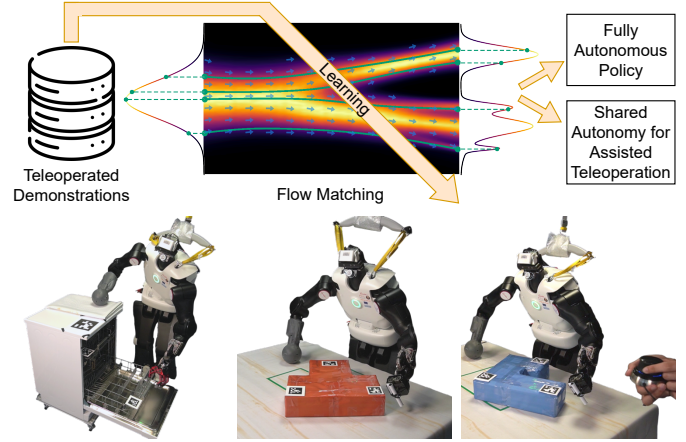 Teleoperated
Demonstrations
Learning
Flow Matching
Fully
Autonomous
Policy
Shared
Autonomy for
Assisted
Teleoperation